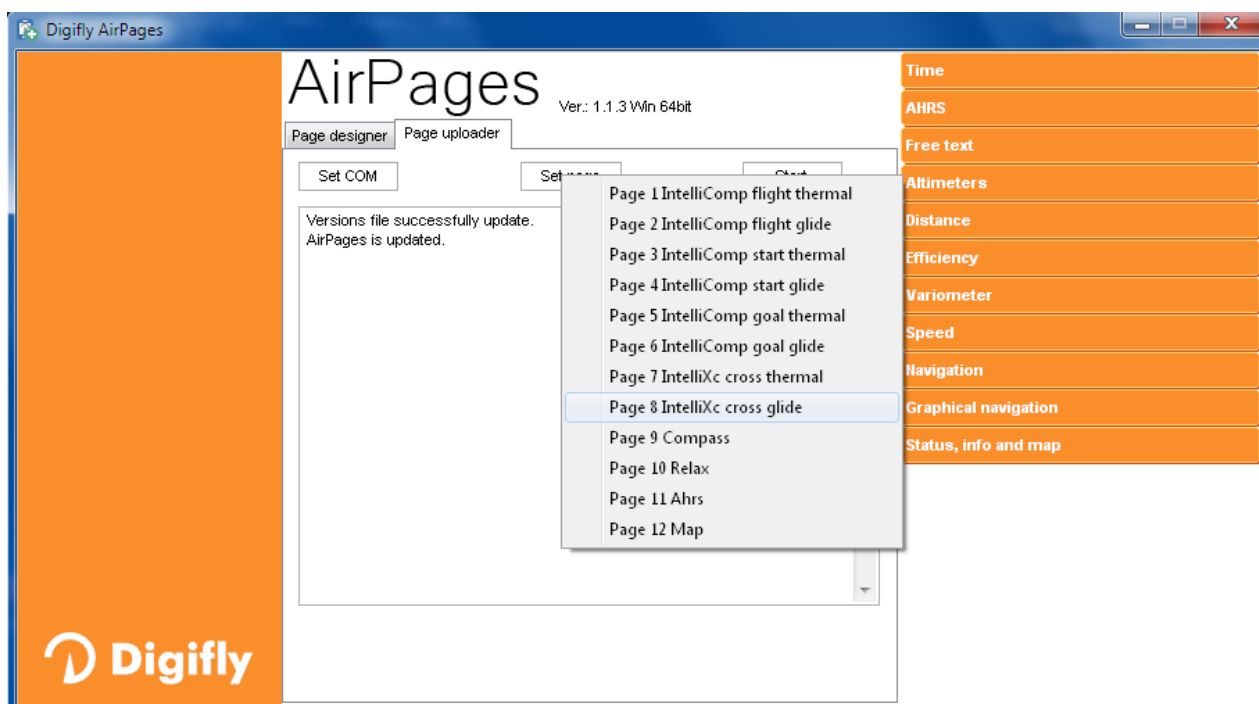 Digifly AirPages
AirPages
Ver.: 1.1.3 Win 64bit
Page designer
Page uploader
Set COM
Set page
Start
Versions file successfully update.
AirPages is updated.
Page 1 IntelliComp flight thermal
Page 2 IntelliComp flight glide
Page 3 IntelliComp start thermal
Page 4 IntelliComp start glide
Page 5 IntelliComp goal thermal
Page 6 IntelliComp goal glide
Page 7 IntelliXc cross thermal
Page 8 IntelliXc cross glide
Page 9 Compass
Page 10 Relax
Page 11 Ahrs
Page 12 Map
Time
AHRS
Free text
Altimeters
Distance
Efficiency
Variometer
Speed
Navigation
Graphical navigation
Status, info and map
Digifly